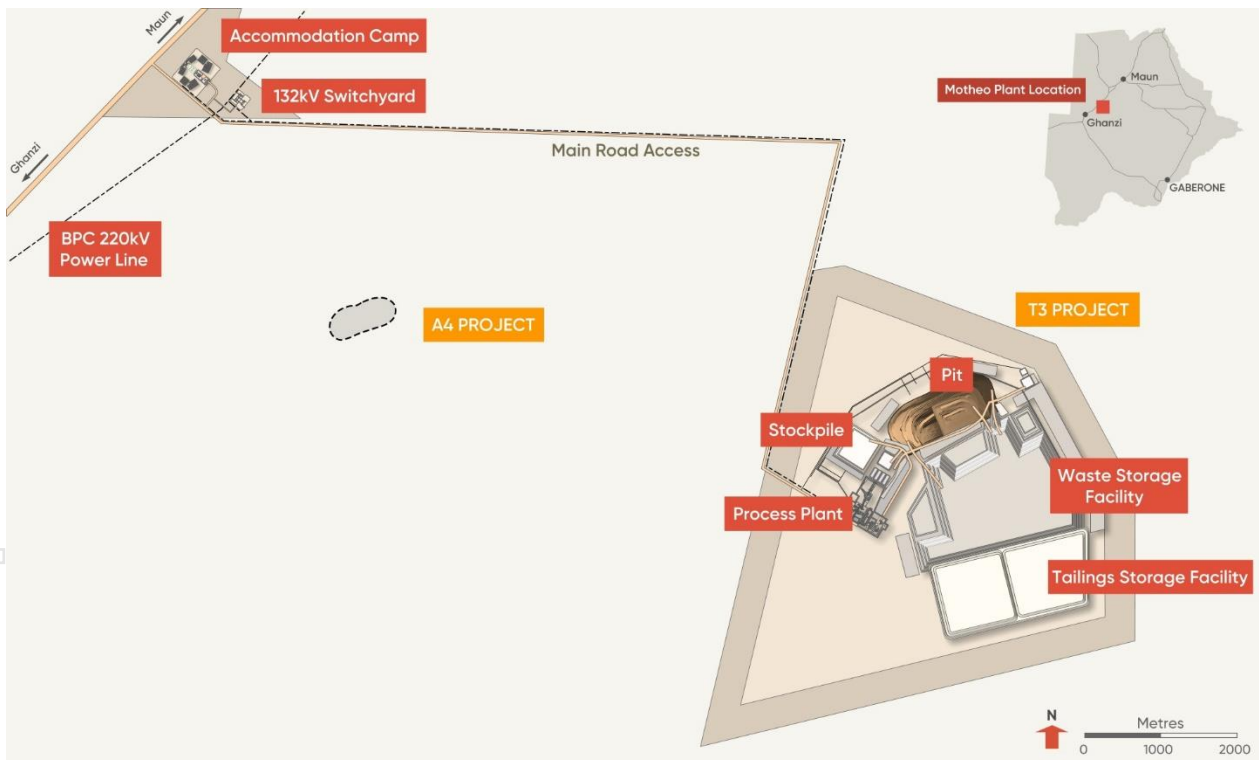 Maun
Accommodation Camp
132kV Switchyard
Ghanzi
Main Road Access
BPC 220kV
Power Line
A4 PROJECT
Motheo Plant Location
Maun
Ghanzi
GABERONE
T3 PROJECT
Pit
Stockpile
Process Plant
Waste Storage
Facility
Tailings Storage Facility
N
Metres
0 1000 2000